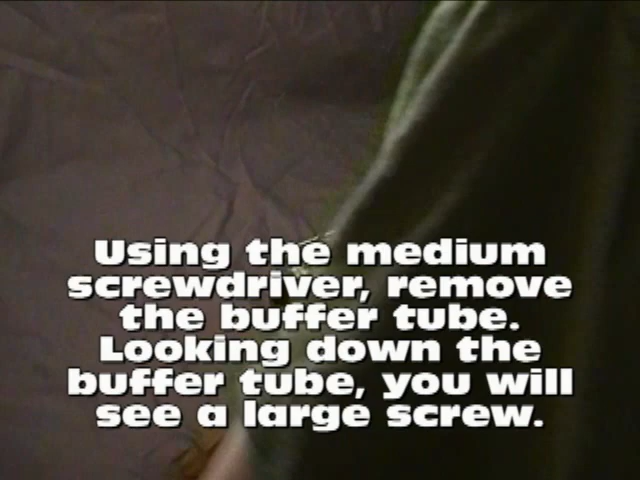 Using the medium
screwdriver, remove
the buffer tube.
Looking down the
buffer tube, you will
see a large screw.